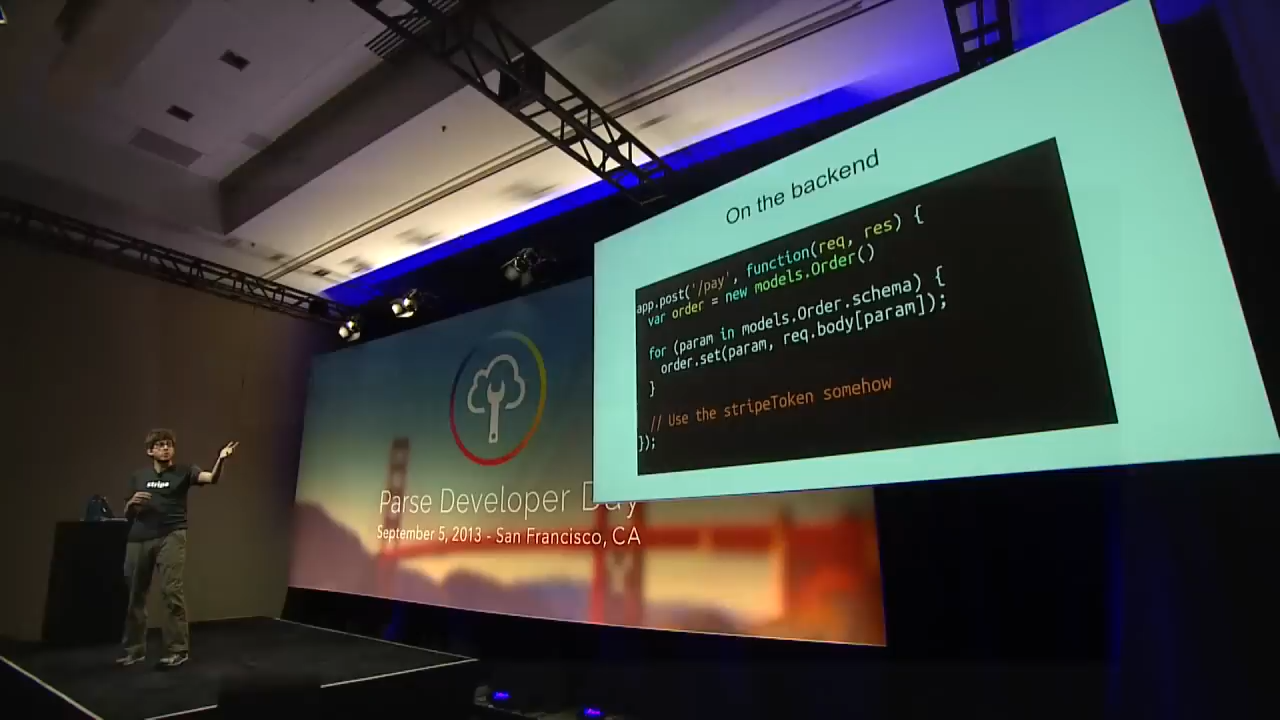 On the backend
app.post('/pay', function(req, res) {
var order = new models.Order()
for (param in models.Order.schema) {
order.set(param, req.body[param]);
}
// Use the stripeToken somehow
});
stripe
Parse Developer Day
September 5, 2013 - San Francisco, CA